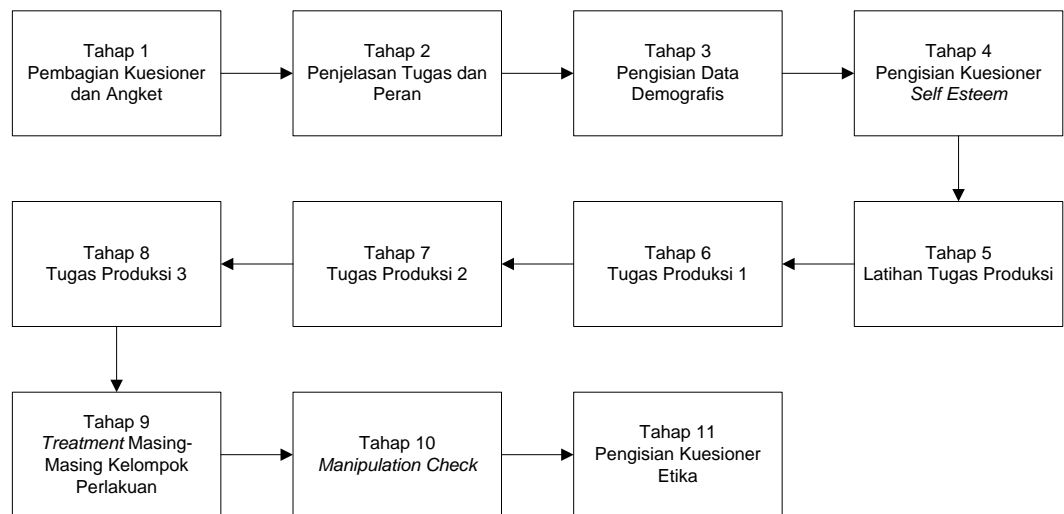 Tahap 1
Pembagian Kuesioner
dan Angket
Tahap 2
Penjelasan Tugas dan
Peran
Tahap 3
Pengisian Data
Demografis
Tahap 4
Pengisian Kuesioner
Self Esteem
Tahap 5
Latihan Tugas Produksi
Tahap 6
Tugas Produksi 1
Tahap 7
Tugas Produksi 2
Tahap 8
Tugas Produksi 3
Tahap 9
Treatment Masing-
Masing Kelompok
Perlakuan
Tahap 10
Manipulation Check
Tahap 11
Pengisian Kuesioner
Etika